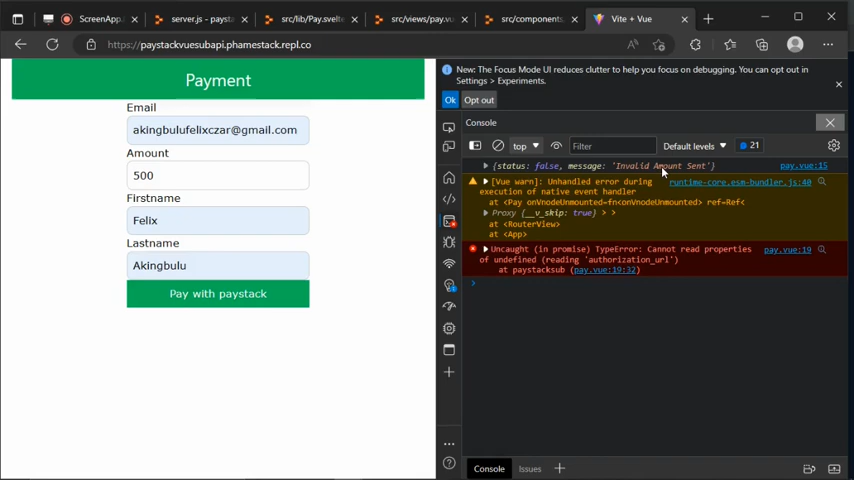 ScreenApp.
server.js - paysta
src/lib/Pay.svelte
src/views/pay.vu
src/component
Vite + Vue
https://paystackvuesubapi.phamestack.repl.co
Payment
Email
akingbulufelixczar@gmail.com
Amount
500
Firstname
Felix
Lastname
Akingbulu
Pay with paystack
New: The Focus Mode UI reduces clutter to help you focus on debugging. You can opt out in
Settings > Experiments.
Ok
Opt out
Console
top
Filter
Default levels
21
{status: false, message: 'Invalid Amount Sent'}
pay.vue:15
[Vue warn]: Unhandled error during
runtime-core.esm-bundler.js:40
execution of native event handler
at <Pay onVnodeUnmounted=fn<onVnodeUnmounted> ref=Ref<
Proxy {__v_skip: true} > >
at <RouterView>
at <App>
Uncaught (in promise) TypeError: Cannot read properties
pay.vue:19
of undefined (reading 'authorization_url')
at paystacksub (pay.vue:19:32)
Console
Issues